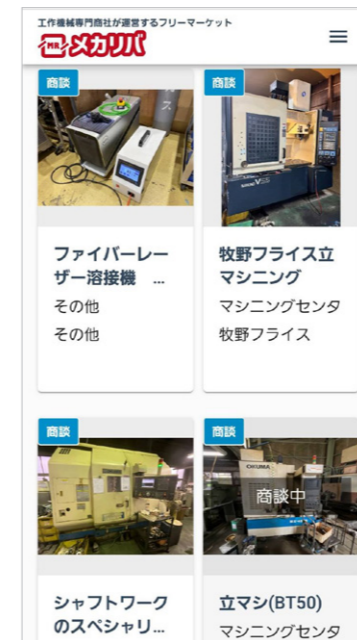 工作機械専門商社が運営するフリーマーケット
MR. メカリバ
商談
商談
V55
ファイバーレー
ザー溶接機 ...
その他
その他
牧野フライス立
マシニング
マシニングセンタ
牧野フライス
商談
商談
OKUMA
商談中
シャフトワーク
のスペシャリ...
立マシ(BT50)
マシニングセンタ